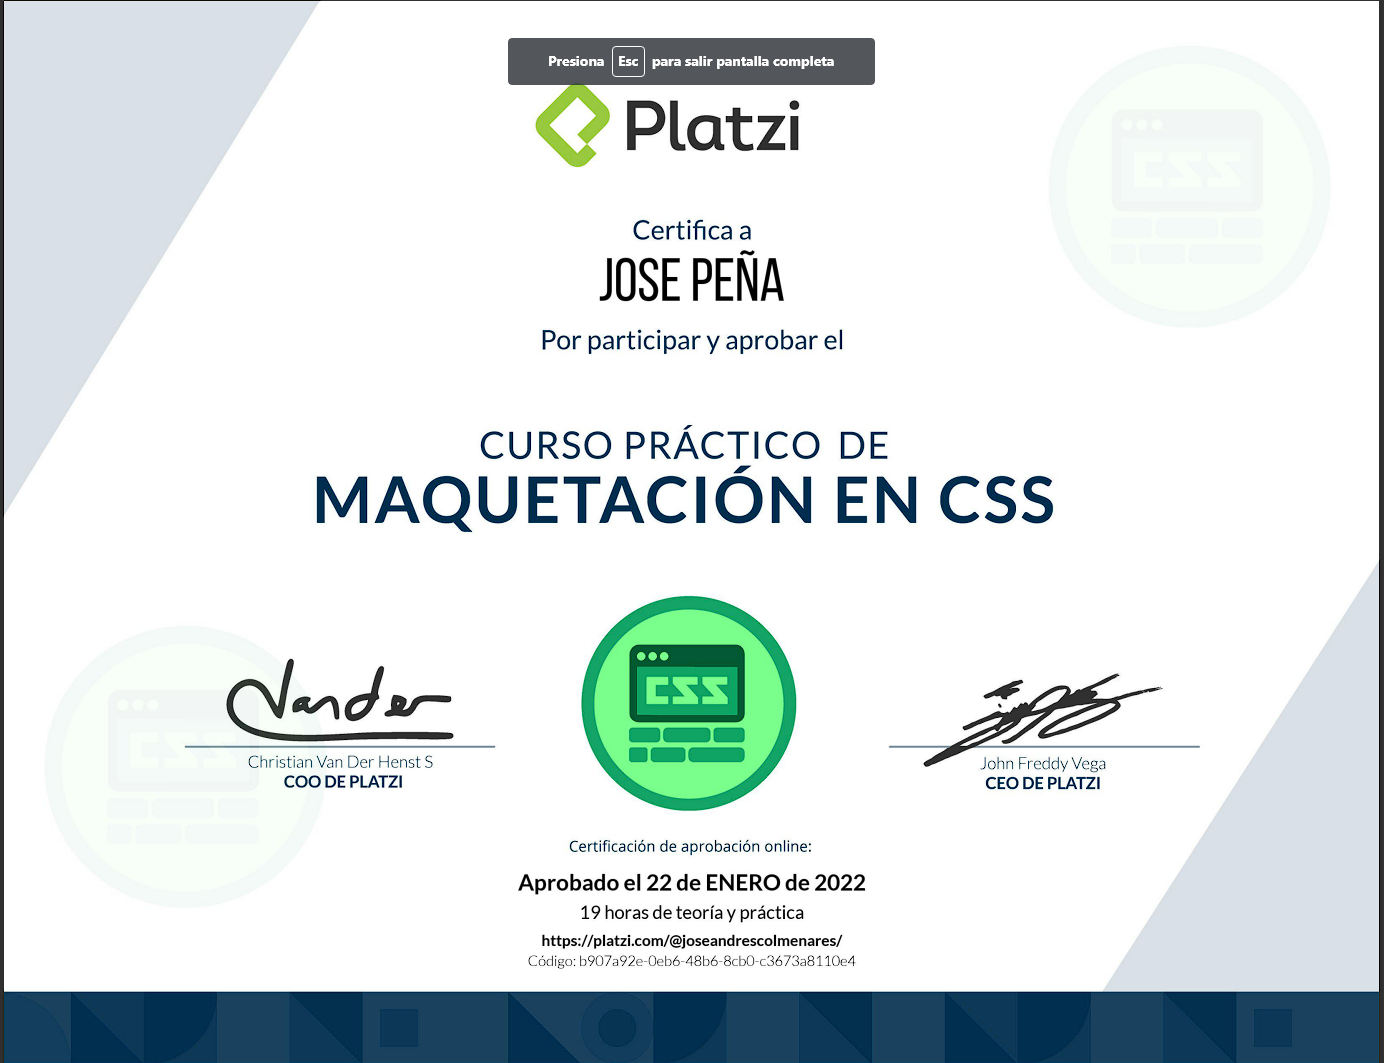 Presiona Esc para salir pantalla completa
Platzi
CSS
Certifica a
JOSE PEÑA
Por participar y aprobar el
CURSO PRÁCTICO DE
MAQUETACIÓN EN CSS
CSS
Vander
CSS
Christian Van Der Henst S
COO DE PLATZI
John Freddy Vega
CEO DE PLATZI
Certificación de aprobación online:
Aprobado el 22 de ENERO de 2022
19 horas de teoría y práctica
https://platzi.com/@joseandrescolmenares/
Código: b907a92e-0eb6-48b6-8cb0-c3673a8110e4